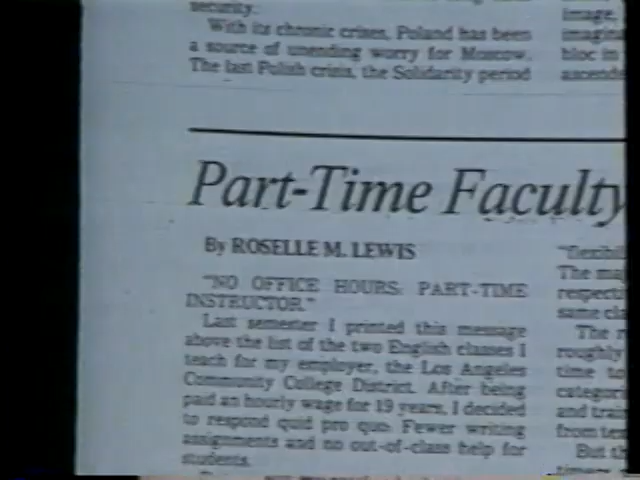 security.
With its chronic crises, Poland has been
a source of unending worry for Moscow.
The last Polish crisis, the Solidarity period
image.
bloc in
Part-Time Faculty
By ROSELLE M. LEWIS
"NO OFFICE HOURS: PART-TIME
INSTRUCTOR."
Last semester I printed this message
above the list of the two English classes I
teach for my employer, the Los Angeles
Community College District. After being
paid an hourly wage for 19 years, I decided
to respond quid pro quo: Fewer writing
assignments and no out-of-class help for
students.
The
same
The
roughly
time to
and
But